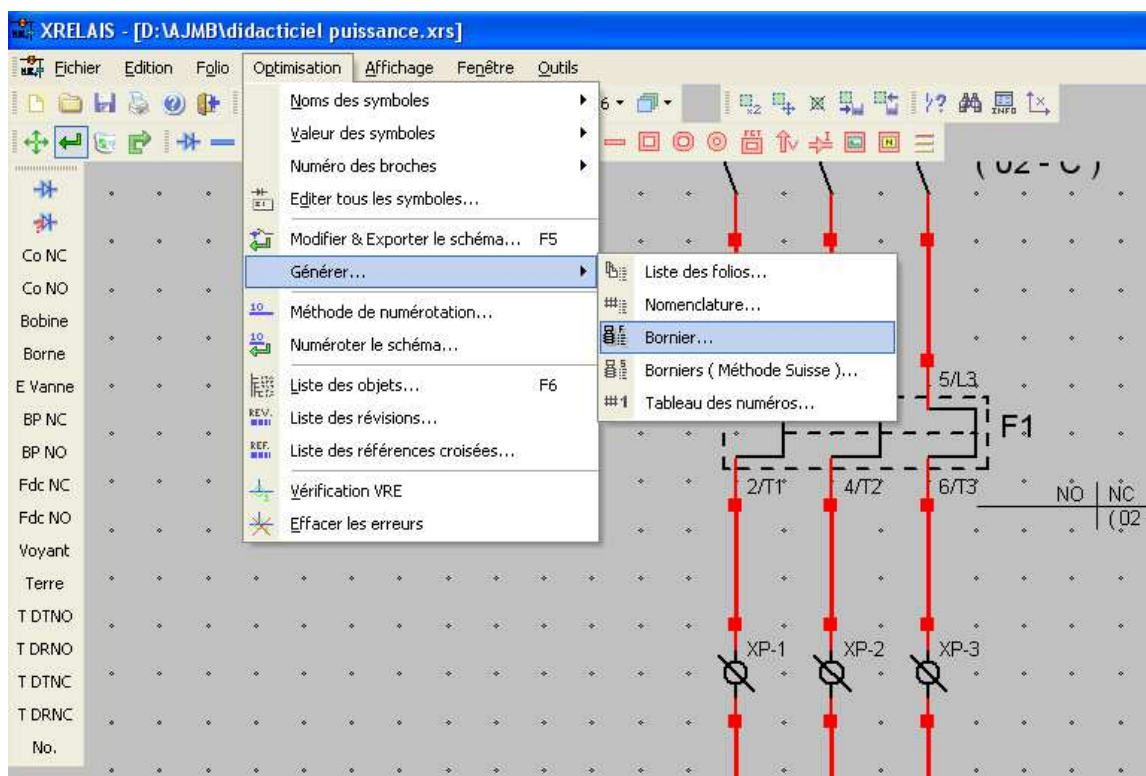 XRELAIS - [D:\AJMB\didacticiel puissance.xrs]
Fichier Edition Folio Optimisation Affichage Fenêtre Outils
Noms des symboles
Valeur des symboles
Numéro des broches
Editer tous les symboles...
Modifier & Exporter le schéma... F5
Générer...
Méthode de numérotation...
Numéroter le schéma...
Liste des objets... F6
Liste des révisions...
Liste des références croisées...
Vérification VRE
Effacer les erreurs
Liste des folios...
Nomenclature...
Bornier...
Borniers ( Méthode Suisse )...
Tableau des numéros...
Co NC
Co NO
Bobine
Borne
E Vanne
BP NC
BP NO
Fdc NC
Fdc NO
Voyant
Terre
T DTNO
T DRNO
T DTNC
T DRNC
No.
( 02 - C )
5/L3
F1
2/T1 4/T2 6/T3
NO NC
(02
XP-1 XP-2 XP-3